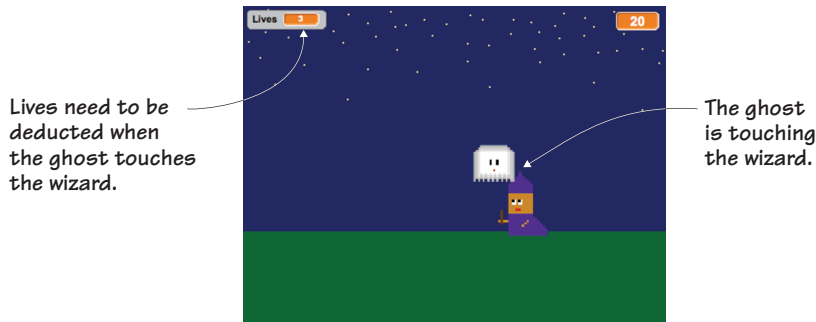 Lives 3
20
Lives need to be
deducted when
the ghost touches
the wizard.
The ghost
is touching
the wizard.